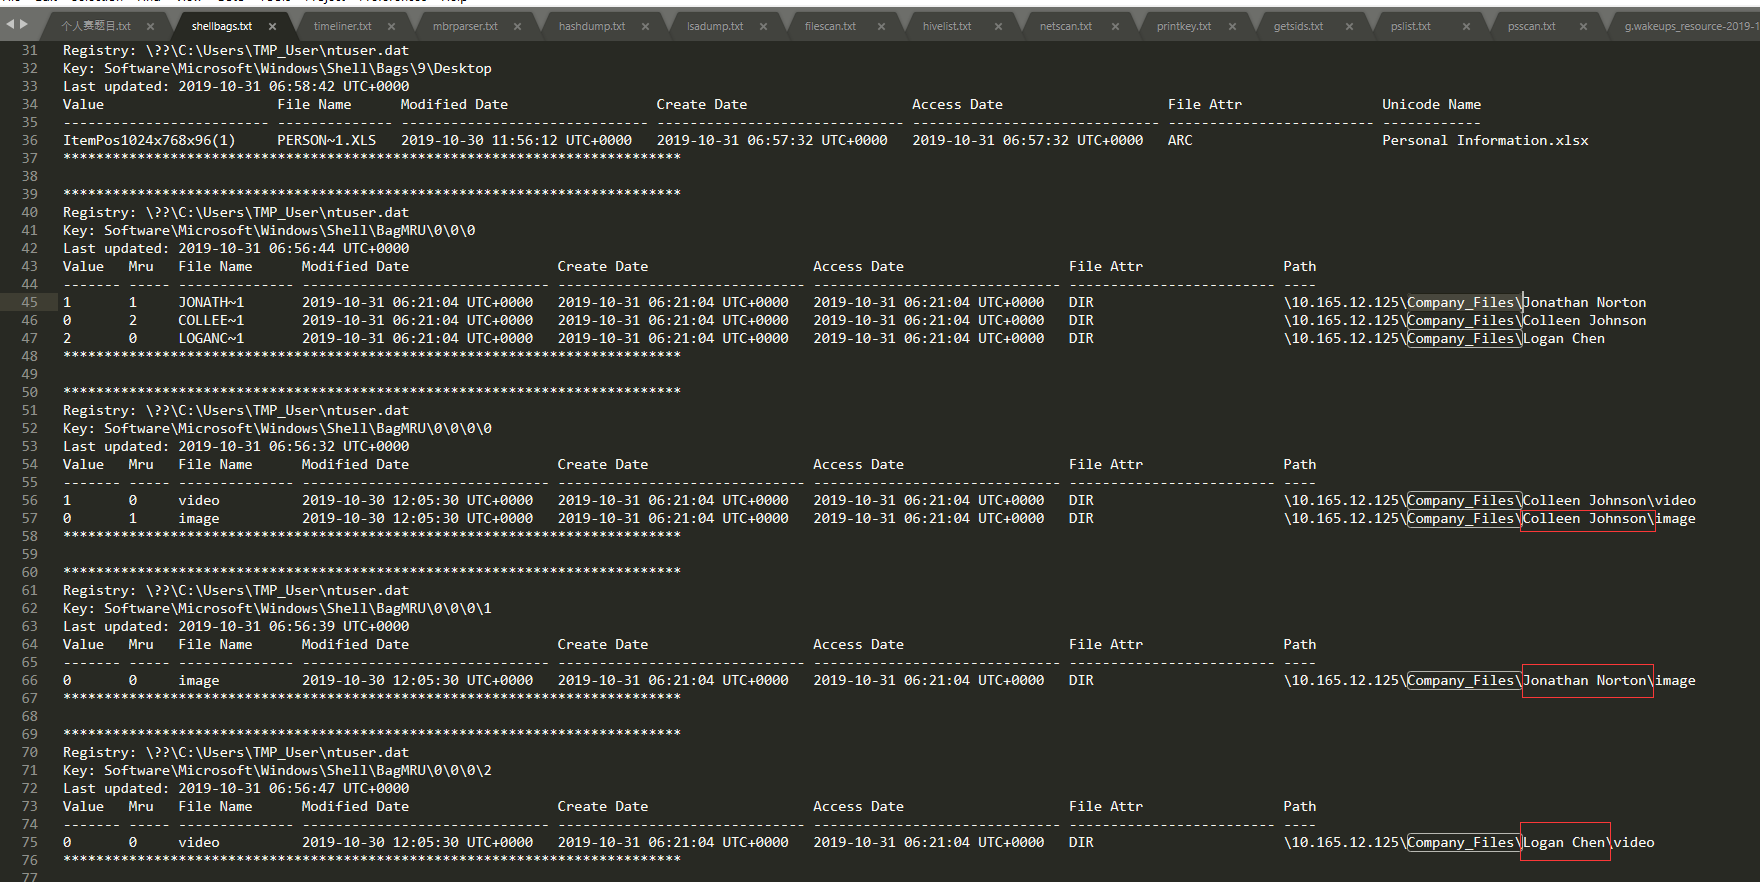 File Edit Selection Find View Goto Tools Project Preferences Help
个人赛题目.txt × shellbags.txt × timeliner.txt × mbrparser.txt × hashdump.txt × lsadump.txt × filescan.txt × hivelist.txt × netscan.txt × printkey.txt × getsids.txt × pslist.txt × psscan.txt × g.wakeups_resource-2019-1
31 Registry: \??\C:\Users\TMP_User\ntuser.dat
32 Key: Software\Microsoft\Windows\Shell\Bags\9\Desktop
33 Last updated: 2019-10-31 06:58:42 UTC+0000
34 Value File Name Modified Date Create Date Access Date File Attr Unicode Name
35 ------------------------- -------------- ------------------------------ ------------------------------ ------------------------------ ------------------------- ------------
36 ItemPos1024x768x96(1) PERSON~1.XLS 2019-10-30 11:56:12 UTC+0000 2019-10-31 06:57:32 UTC+0000 2019-10-31 06:57:32 UTC+0000 ARC Personal Information.xlsx
37 ***************************************************************************
38
39 ***************************************************************************
40 Registry: \??\C:\Users\TMP_User\ntuser.dat
41 Key: Software\Microsoft\Windows\Shell\BagMRU\0\0\0
42 Last updated: 2019-10-31 06:56:44 UTC+0000
43 Value Mru File Name Modified Date Create Date Access Date File Attr Path
44 ------- ----- -------------- ------------------------------ ------------------------------ ------------------------------ ------------------------- ----
45 1 1 JONATH~1 2019-10-31 06:21:04 UTC+0000 2019-10-31 06:21:04 UTC+0000 2019-10-31 06:21:04 UTC+0000 DIR \10.165.12.125\Company_Files\Jonathan Norton
46 0 2 COLLEE~1 2019-10-31 06:21:04 UTC+0000 2019-10-31 06:21:04 UTC+0000 2019-10-31 06:21:04 UTC+0000 DIR \10.165.12.125\Company_Files\Colleen Johnson
47 2 0 LOGANC~1 2019-10-31 06:21:04 UTC+0000 2019-10-31 06:21:04 UTC+0000 2019-10-31 06:21:04 UTC+0000 DIR \10.165.12.125\Company_Files\Logan Chen
48 ***************************************************************************
49
50 ***************************************************************************
51 Registry: \??\C:\Users\TMP_User\ntuser.dat
52 Key: Software\Microsoft\Windows\Shell\BagMRU\0\0\0\0
53 Last updated: 2019-10-31 06:56:32 UTC+0000
54 Value Mru File Name Modified Date Create Date Access Date File Attr Path
55 ------- ----- -------------- ------------------------------ ------------------------------ ------------------------------ ------------------------- ----
56 1 0 video 2019-10-30 12:05:30 UTC+0000 2019-10-31 06:21:04 UTC+0000 2019-10-31 06:21:04 UTC+0000 DIR \10.165.12.125\Company_Files\Colleen Johnson\video
57 0 1 image 2019-10-30 12:05:30 UTC+0000 2019-10-31 06:21:04 UTC+0000 2019-10-31 06:21:04 UTC+0000 DIR \10.165.12.125\Company_Files\Colleen Johnson\image
58 ***************************************************************************
59
60 ***************************************************************************
61 Registry: \??\C:\Users\TMP_User\ntuser.dat
62 Key: Software\Microsoft\Windows\Shell\BagMRU\0\0\0\1
63 Last updated: 2019-10-31 06:56:39 UTC+0000
64 Value Mru File Name Modified Date Create Date Access Date File Attr Path
65 ------- ----- -------------- ------------------------------ ------------------------------ ------------------------------ ------------------------- ----
66 0 0 image 2019-10-30 12:05:30 UTC+0000 2019-10-31 06:21:04 UTC+0000 2019-10-31 06:21:04 UTC+0000 DIR \10.165.12.125\Company_Files\Jonathan Norton\image
67 ***************************************************************************
68
69 ***************************************************************************
70 Registry: \??\C:\Users\TMP_User\ntuser.dat
71 Key: Software\Microsoft\Windows\Shell\BagMRU\0\0\0\2
72 Last updated: 2019-10-31 06:56:47 UTC+0000
73 Value Mru File Name Modified Date Create Date Access Date File Attr Path
74 ------- ----- -------------- ------------------------------ ------------------------------ ------------------------------ ------------------------- ----
75 0 0 video 2019-10-30 12:05:30 UTC+0000 2019-10-31 06:21:04 UTC+0000 2019-10-31 06:21:04 UTC+0000 DIR \10.165.12.125\Company_Files\Logan Chen\video
76 ***************************************************************************
77